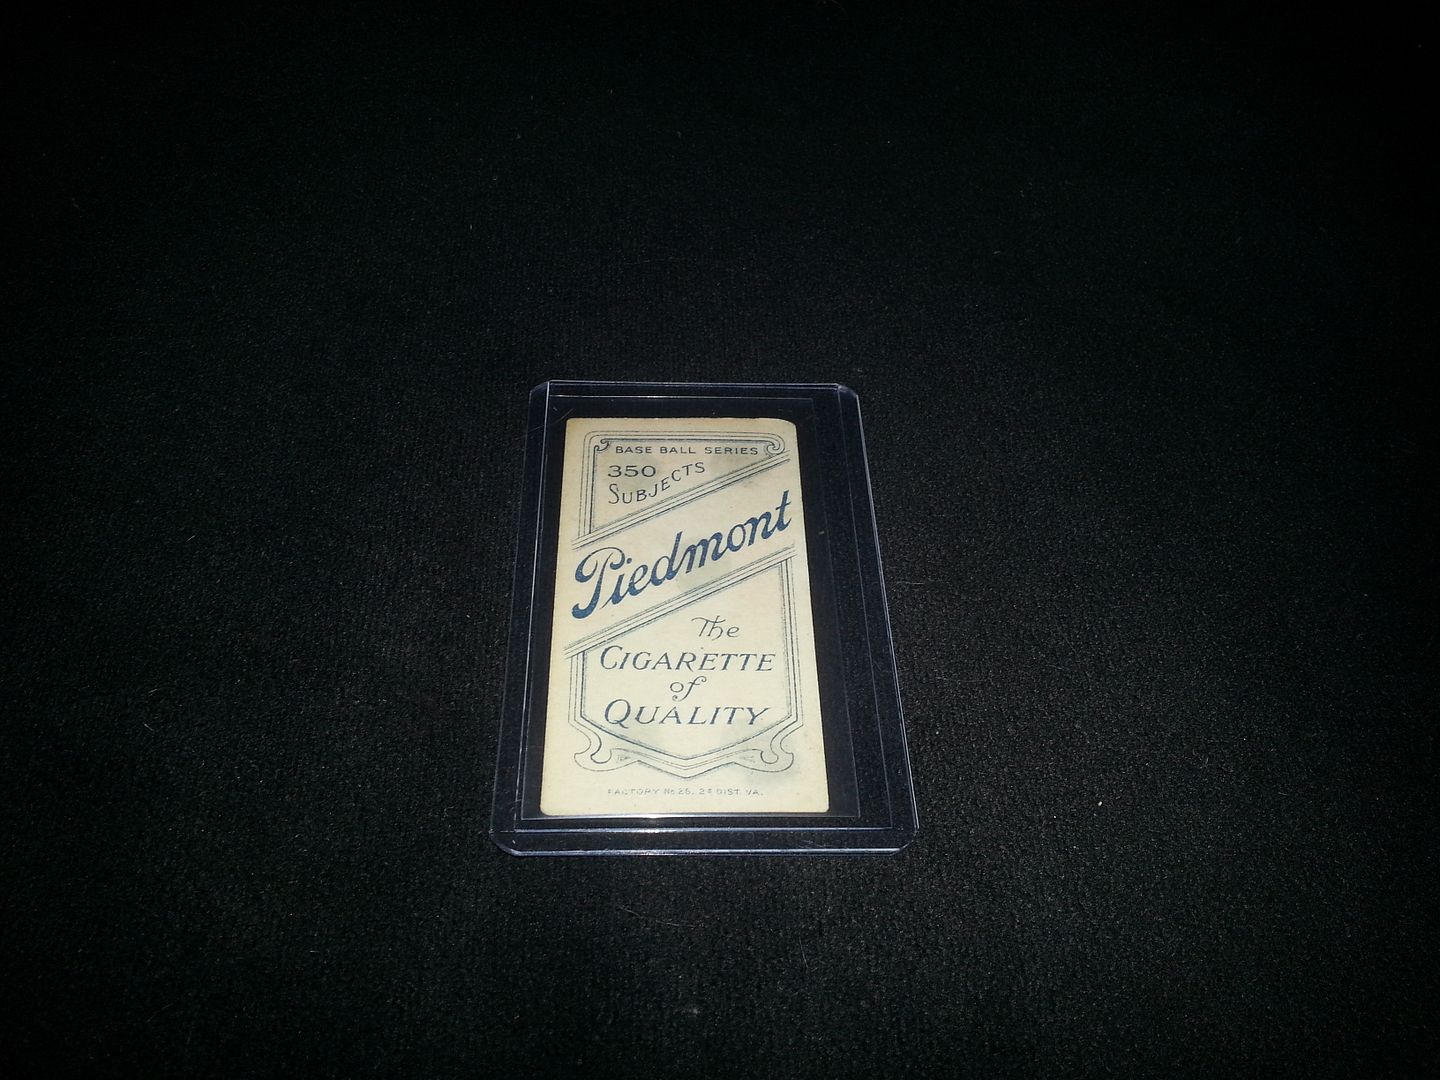 BASE BALL SERIES
350
SUBJECTS
Piedmont
The
CIGARETTE
of
QUALITY
FACTORY No 25, 2d DIST. VA.